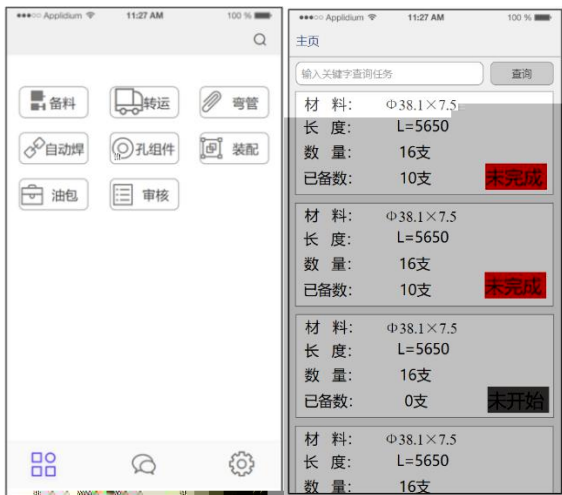 ●●●○○ Applidium 11:27 AM 100 %
备料 转运 弯管
自动焊 孔组件 装配
油包 审核
●●●○○ Applidium 11:27 AM 100 %
主页
输入关键字查询任务 查询
材 料: Φ38.1×7.5
长 度: L=5650
数 量: 16支
已备数: 10支 未完成
材 料: Φ38.1×7.5
长 度: L=5650
数 量: 16支
已备数: 10支 未完成
材 料: Φ38.1×7.5
长 度: L=5650
数 量: 16支
已备数: 0支 未开始
材 料: Φ38.1×7.5
长 度: L=5650
数 量: 16支